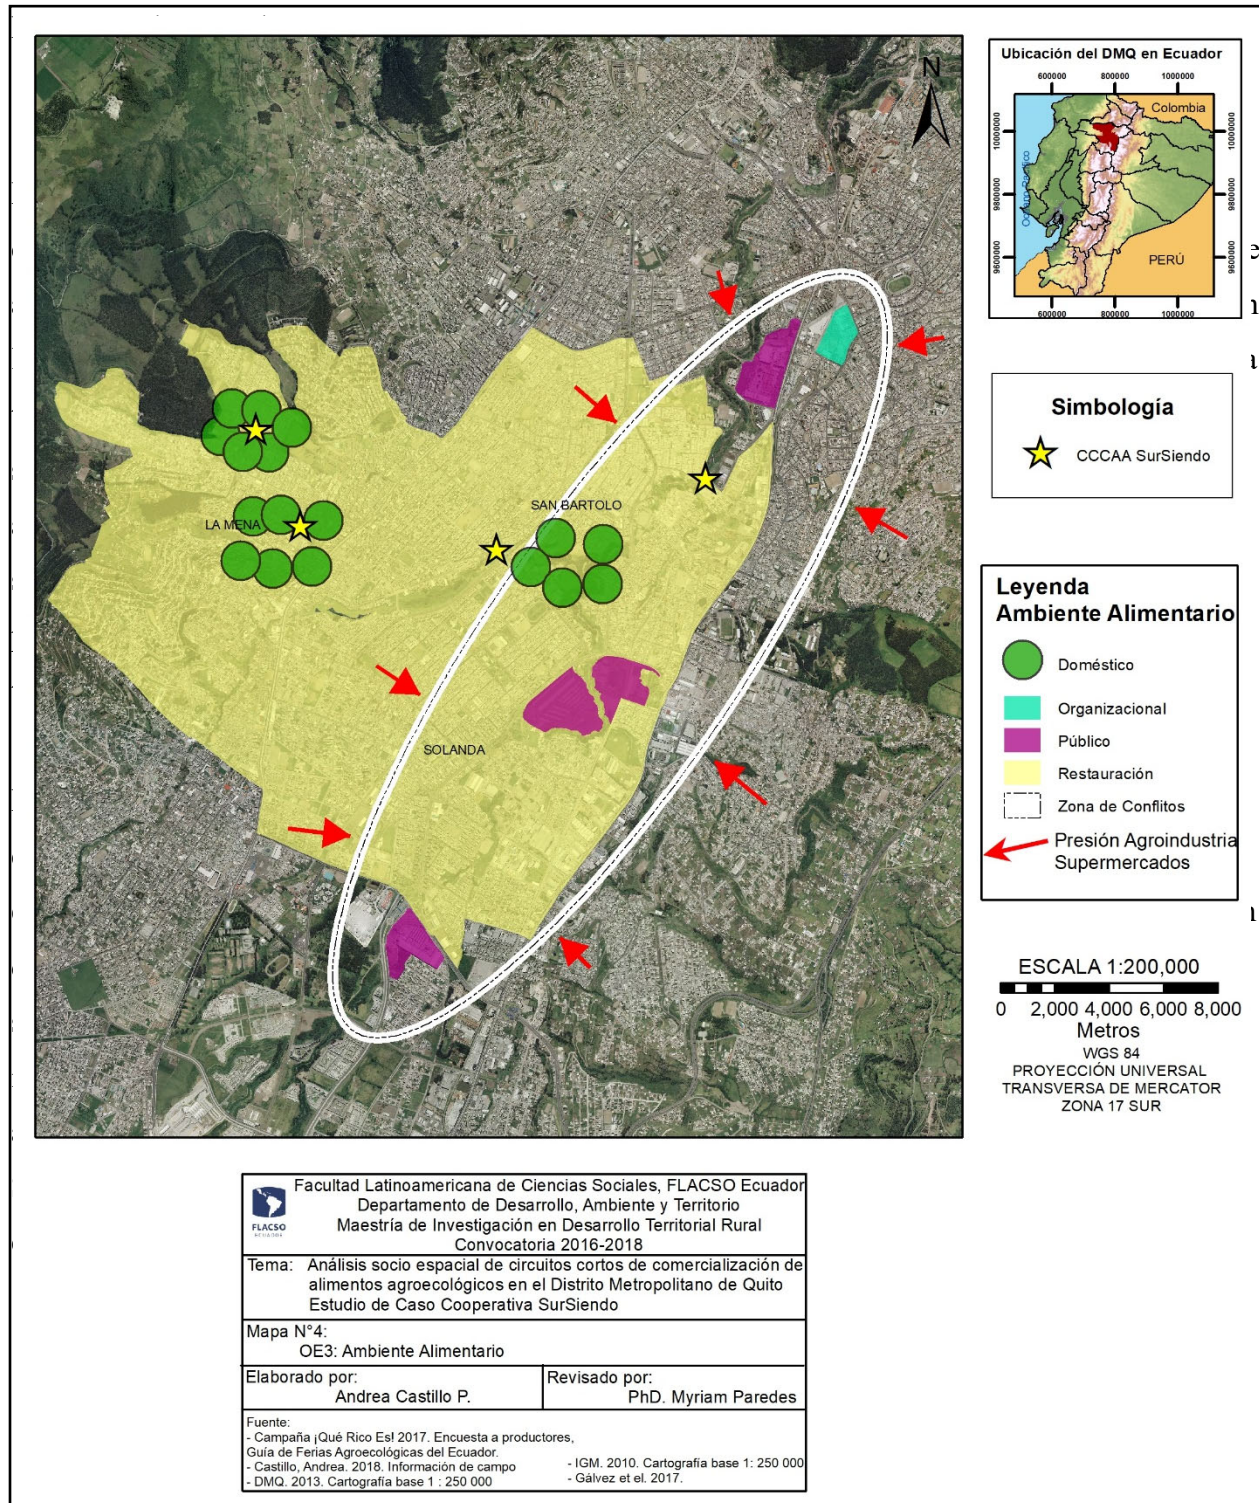 N
LA MENA
SAN BARTOLO
SOLANDA
Ubicación del DMQ en Ecuador
600000 800000 1000000
Colombia
10000000
9800000
9600000
10000000
9800000
9600000
PERÚ
600000 800000 1000000
Simbología
CCCAA SurSiendo
Leyenda
Ambiente Alimentario
Doméstico
Organizacional
Público
Restauración
Zona de Conflitos
Presión Agroindustria
Supermercados
ESCALA 1:200,000
0 2,000 4,000 6,000 8,000
Metros
WGS 84
PROYECCIÓN UNIVERSAL
TRANSVERSA DE MERCATOR
ZONA 17 SUR
FLACSO
ECUADOR
Facultad Latinoamericana de Ciencias Sociales, FLACSO Ecuador
Departamento de Desarrollo, Ambiente y Territorio
Maestría de Investigación en Desarrollo Territorial Rural
Convocatoria 2016-2018
Tema: Análisis socio espacial de circuitos cortos de comercialización de
alimentos agroecológicos en el Distrito Metropolitano de Quito
Estudio de Caso Cooperativa SurSiendo
Mapa N°4:
OE3: Ambiente Alimentario
Elaborado por:
Andrea Castillo P.
Revisado por:
PhD. Myriam Paredes
Fuente:
- Campaña ¡Qué Rico Es! 2017. Encuesta a productores,
Guía de Ferias Agroecológicas del Ecuador.
- Castillo, Andrea. 2018. Información de campo
- DMQ. 2013. Cartografía base 1 : 250 000
- IGM. 2010. Cartografía base 1: 250 000
- Gálvez et el. 2017.